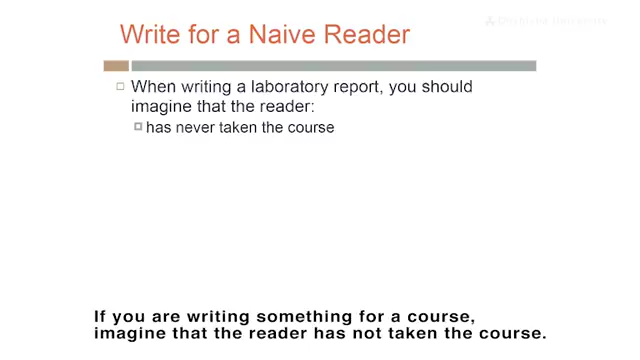 Write for a Naive Reader
When writing a laboratory report, you should
imagine that the reader:
has never taken the course
If you are writing something for a course,
imagine that the reader has not taken the course.